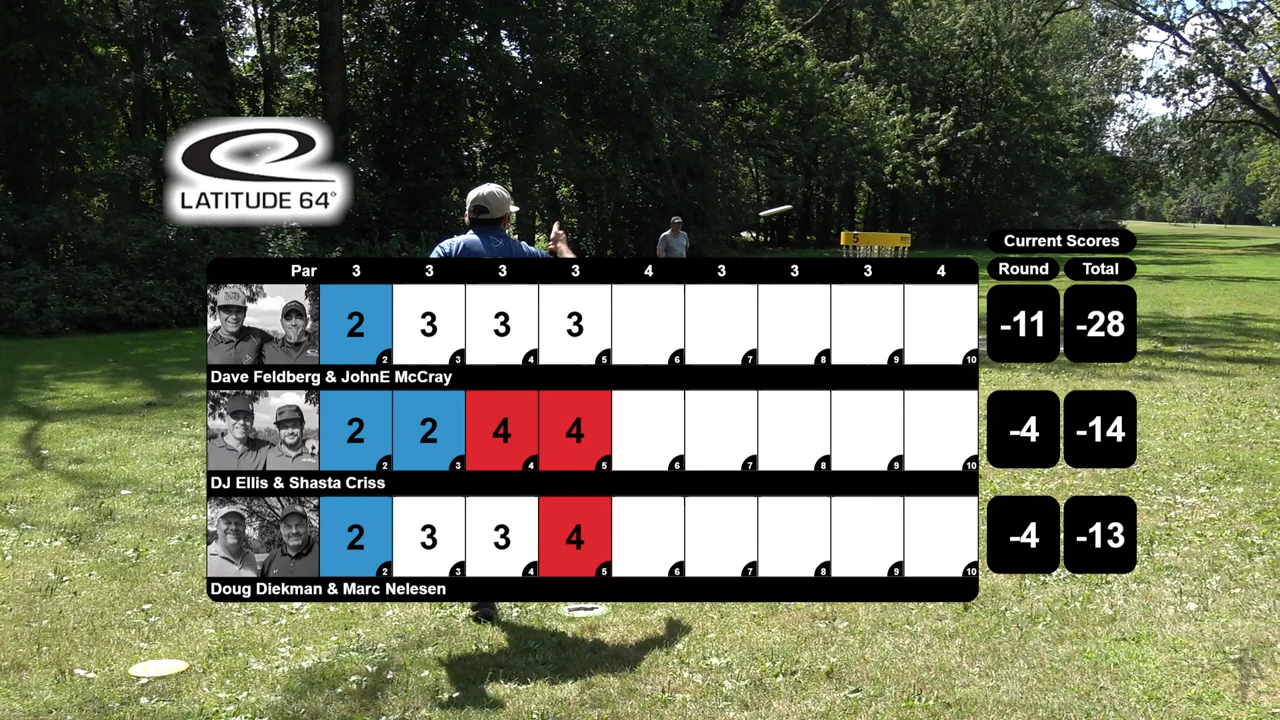 LATITUDE 64°
5
Current Scores
Par 3 3 3 3 4 3 3 3 4 Round Total
2 3 3 3 -11 -28
2 3 4 5 6 7 8 9 10
Dave Feldberg & JohnE McCray
2 2 4 4 -4 -14
2 3 4 5 6 7 8 9 10
DJ Ellis & Shasta Criss
2 3 3 4 -4 -13
2 3 4 5 6 7 8 9 10
Doug Diekman & Marc Nelesen